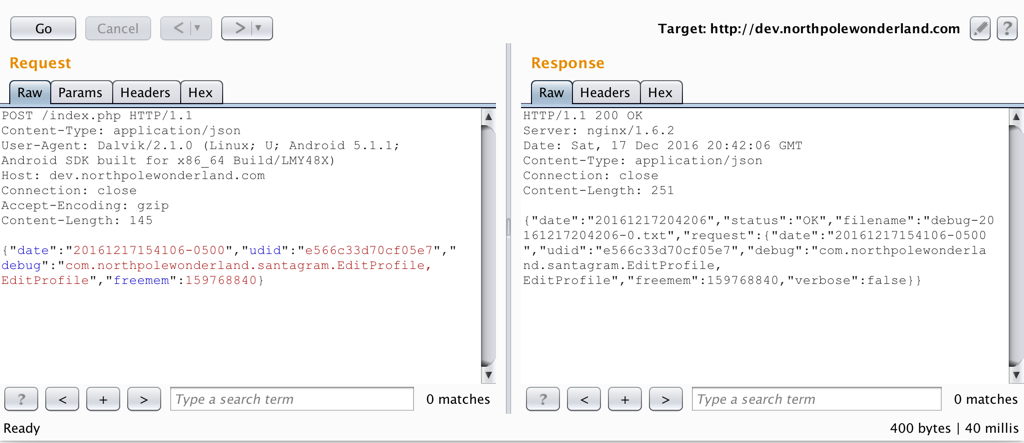 Go Cancel < > Target: http://dev.northpolewonderland.com ?
Request
Raw Params Headers Hex
POST /index.php HTTP/1.1
Content-Type: application/json
User-Agent: Dalvik/2.1.0 (Linux; U; Android 5.1.1;
Android SDK built for x86_64 Build/LMY48X)
Host: dev.northpolewonderland.com
Connection: close
Accept-Encoding: gzip
Content-Length: 145
{"date":"20161217154106-0500","udid":"e566c33d70cf05e7","
debug":"com.northpolewonderland.santagram.EditProfile,
EditProfile","freemem":159768840}
? < + > Type a search term 0 matches
Response
Raw Headers Hex
HTTP/1.1 200 OK
Server: nginx/1.6.2
Date: Sat, 17 Dec 2016 20:42:06 GMT
Content-Type: application/json
Connection: close
Content-Length: 251
{"date":"20161217204206","status":"OK","filename":"debug-20
161217204206-0.txt","request":{"date":"20161217154106-0500
","udid":"e566c33d70cf05e7","debug":"com.northpolewonderla
nd.santagram.EditProfile,
EditProfile","freemem":159768840,"verbose":false}}
? < + > Type a search term 0 matches
Ready 400 bytes | 40 millis